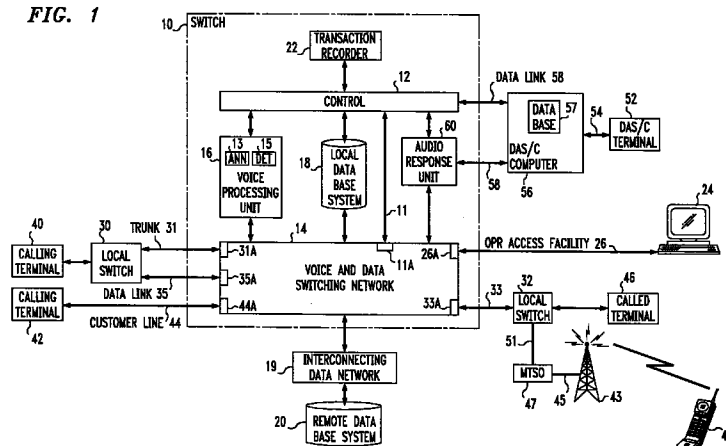 FIG. 1
10
SWITCH
22
TRANSACTION
RECORDER
12
CONTROL
DATA LINK 58
DATA
BASE
57
54
52
DAS/C
TERMINAL
DAS/C
COMPUTER
56
58
60
AUDIO
RESPONSE
UNIT
16
13
15
ANN
DET
VOICE
PROCESSING
UNIT
18
LOCAL
DATA
BASE
SYSTEM
11
24
14
OPR ACCESS FACILITY 26
40
CALLING
TERMINAL
30
LOCAL
SWITCH
TRUNK 31
31A
11A
26A
DATA LINK 35
35A
VOICE AND DATA
SWITCHING NETWORK
33A
33
32
LOCAL
SWITCH
46
CALLED
TERMINAL
CALLING
TERMINAL
42
CUSTOMER LINE 44
44A
51
19
INTERCONNECTING
DATA NETWORK
MTSO
47
45
43
20
REMOTE DATA
BASE SYSTEM